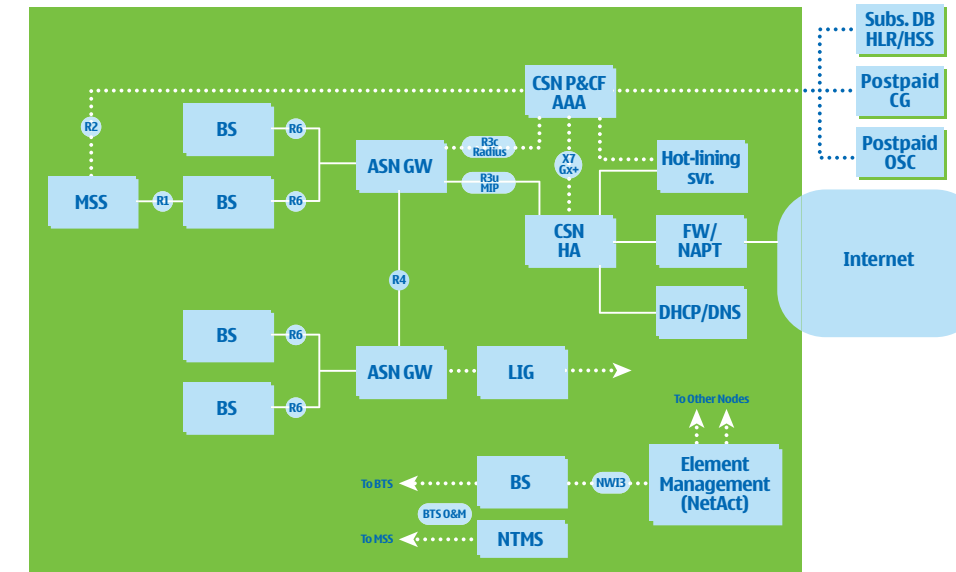 Subs. DB
HLR/HSS
CSN P&CF
AAA
Postpaid
CG
R2
BS
R6
R3c
Radius
X7
Gx+
Postpaid
OSC
ASN GW
Hot-lining
svr.
R3u
MIP
MSS
R1
BS
R6
CSN
HA
FW/
NAPT
Internet
R4
DHCP/DNS
BS
R6
ASN GW
LIG
BS
R6
To Other Nodes
To BTS
BS
NWI3
Element
Management
(NetAct)
BTS O&M
To MSS
NTMS